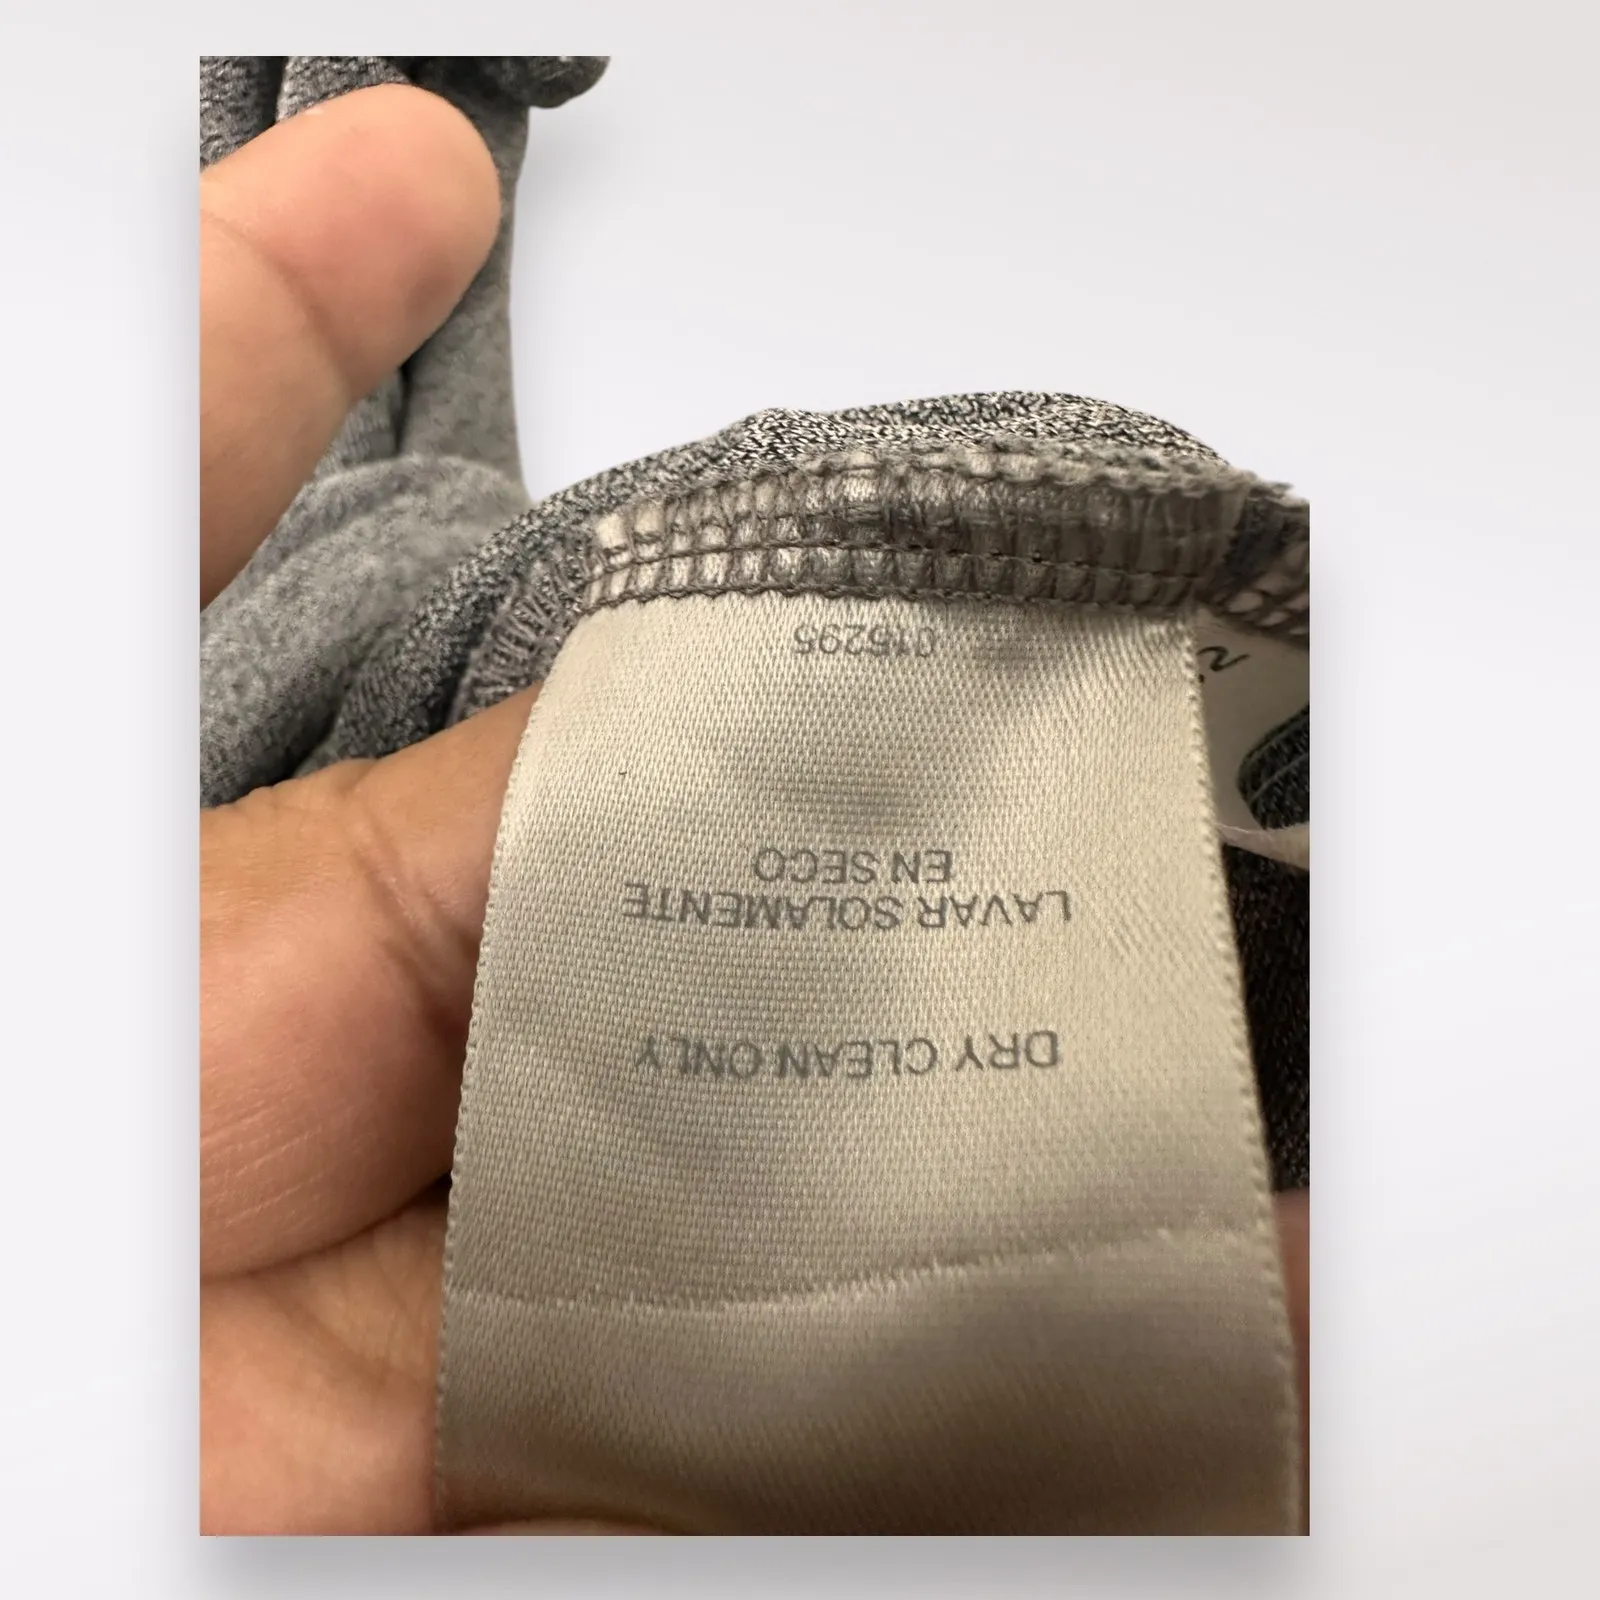 DRY CLEAN ONLY
LAVAR SOLAMENTE
EN SECO
015295